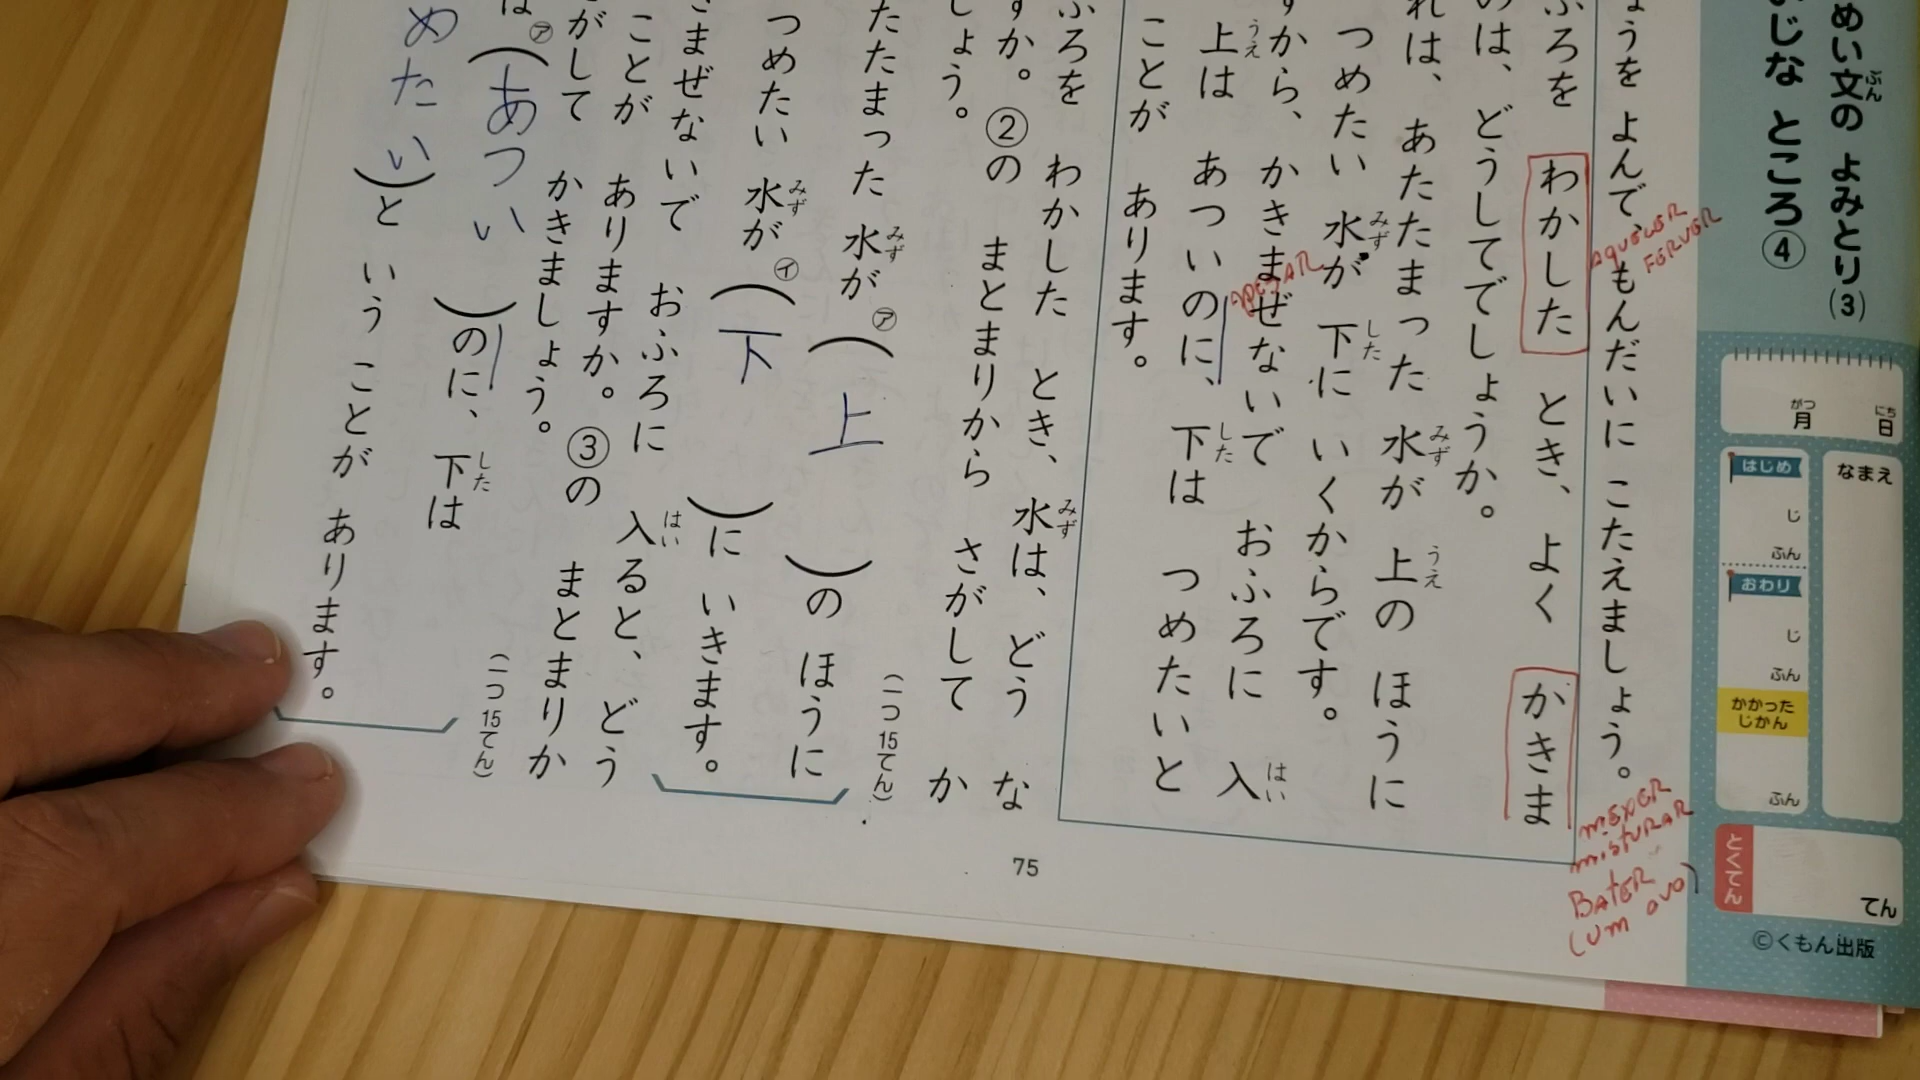 めい文の よみとり(3)
いじな ところ④
月
日
なまえ
はじめ
じ
ふん
おわり
じ
ふん
かかった
じかん
ふん
とくてん
てん
©くもん出版
ょうを よんで、もんだいに こたえましょう。
ふろを わかした とき、よく かきま
のは、どうしてでしょうか。
れは、あたたまった 水が 上の ほうに
つめたい 水が 下に いくからです。
すから、かきまぜないで おふろに 入
上は あついのに、下は つめたいと
ことが あります。
AQUECER
FERVER
MEXER
MISTURAR
BATER
UM OVO
ふろを わかした とき、水は、どう な
すか。②の まとまりから さがして か
しょう。
(一つ15てん)
たたまった 水が ㋐(上)の ほうに
つめたい 水が ㋑(下)に いきます。
きまぜないで おふろに 入ると、どう
ことが ありますか。③の まとまりか
がして かきましょう。
(一つ15てん)
は ㋐(あつい)のに、下は
めたい)と いう ことが あります。
75